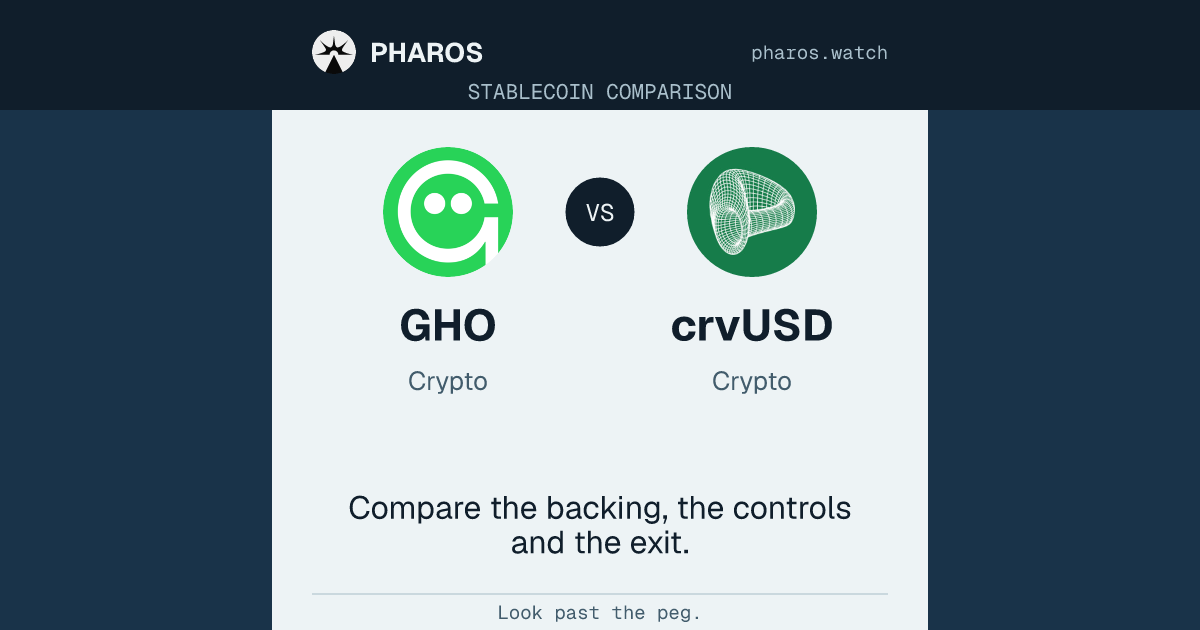 PHAROS
pharos.watch
STABLECOIN COMPARISON
VS
GHO
crvUSD
Crypto
Crypto
Compare the backing, the controls
and the exit.
Look past the peg.